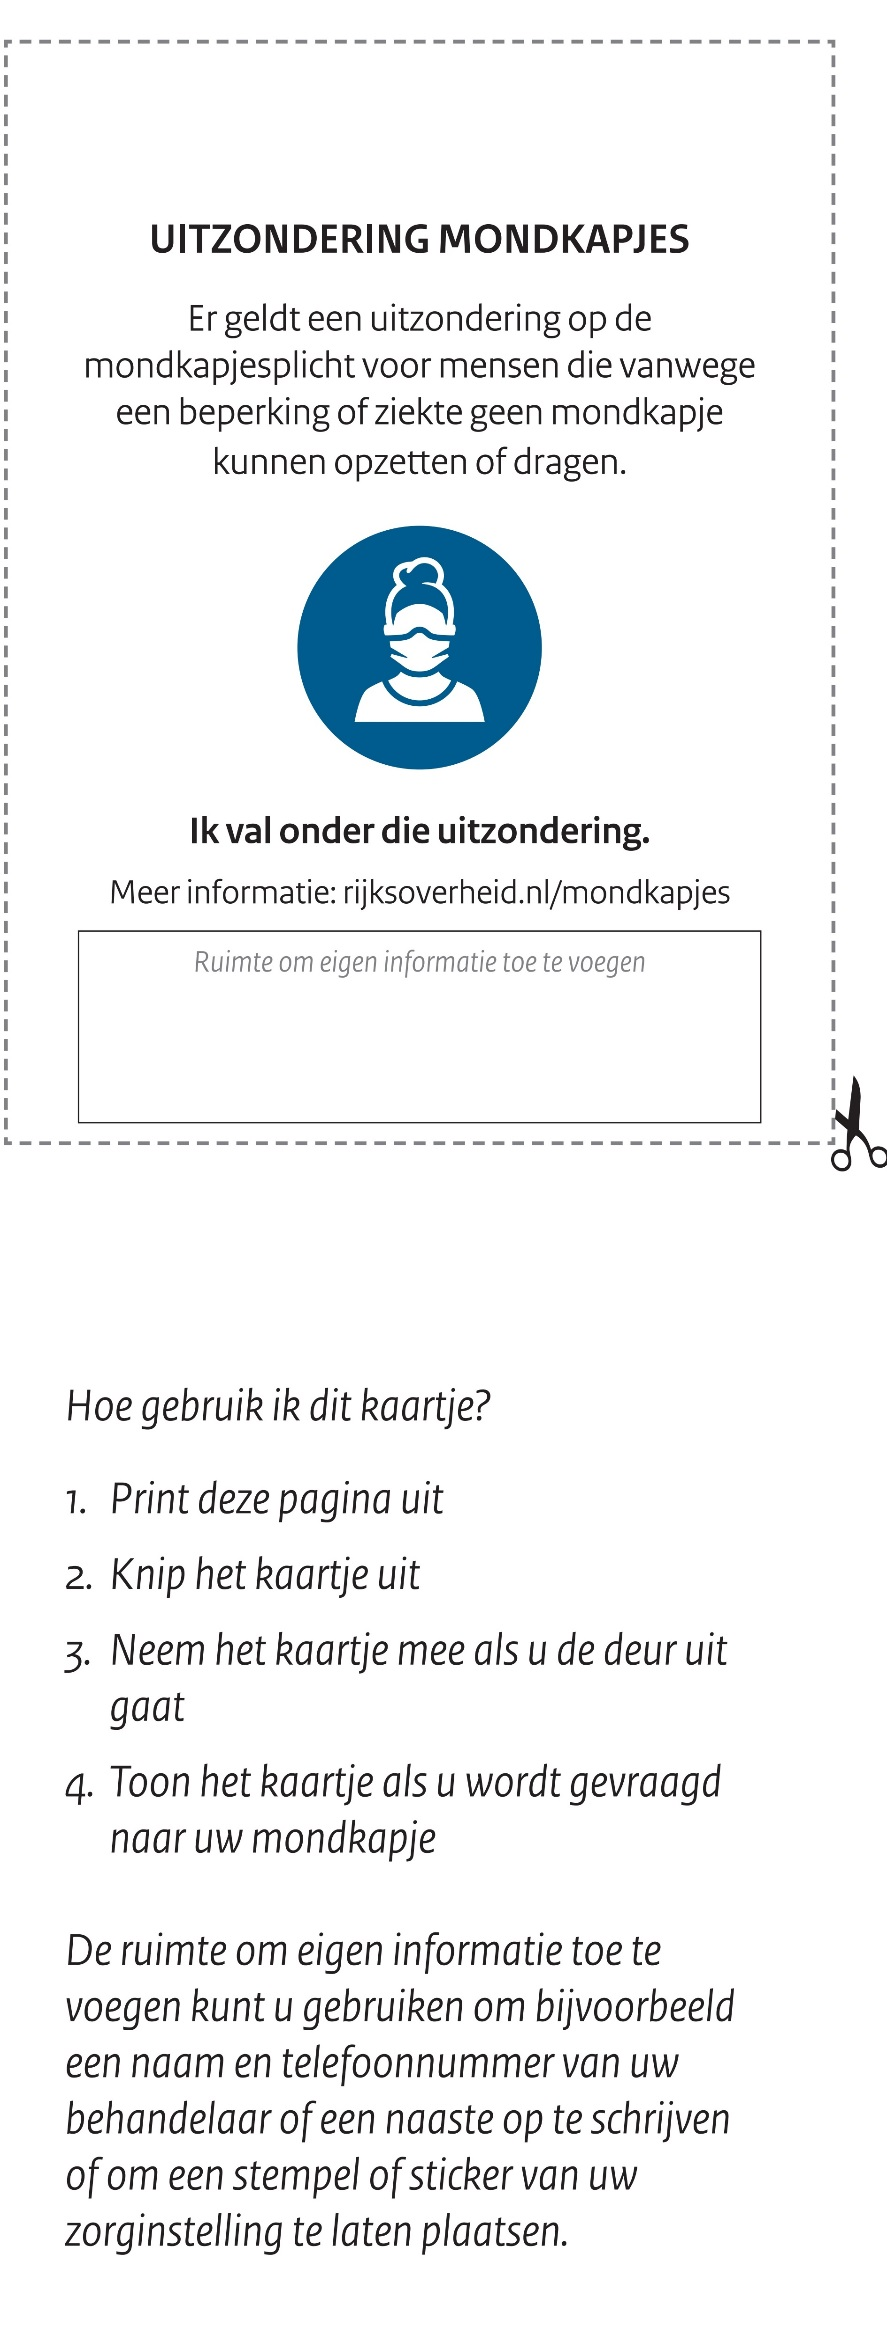 UITZONDERING MONDKAPJES
Er geldt een uitzondering op de
mondkapjesplicht voor mensen die vanwege
een beperking of ziekte geen mondkapje
kunnen opzetten of dragen.
Ik val onder die uitzondering.
Meer informatie: rijksoverheid.nl/mondkapjes
Ruimte om eigen informatie toe te voegen
Hoe gebruik ik dit kaartje?
1. Print deze pagina uit
2. Knip het kaartje uit
3. Neem het kaartje mee als u de deur uit
gaat
4. Toon het kaartje als u wordt gevraagd
naar uw mondkapje
De ruimte om eigen informatie toe te
voegen kunt u gebruiken om bijvoorbeeld
een naam en telefoonnummer van uw
behandelaar of een naaste op te schrijven
of om een stempel of sticker van uw
zorginstelling te laten plaatsen.